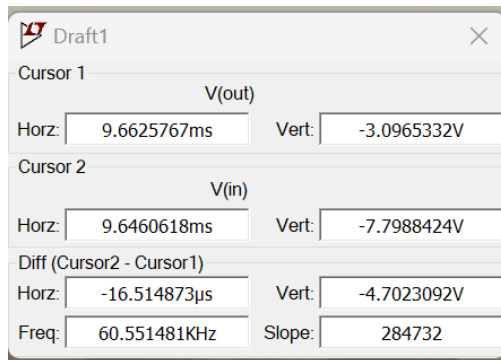 Draft1
Cursor 1
V(out)
Horz: 9.6625767ms Vert: -3.0965332V
Cursor 2
V(in)
Horz: 9.6460618ms Vert: -7.7988424V
Diff (Cursor2 - Cursor1)
Horz: -16.514873µs Vert: -4.7023092V
Freq: 60.551481KHz Slope: 284732